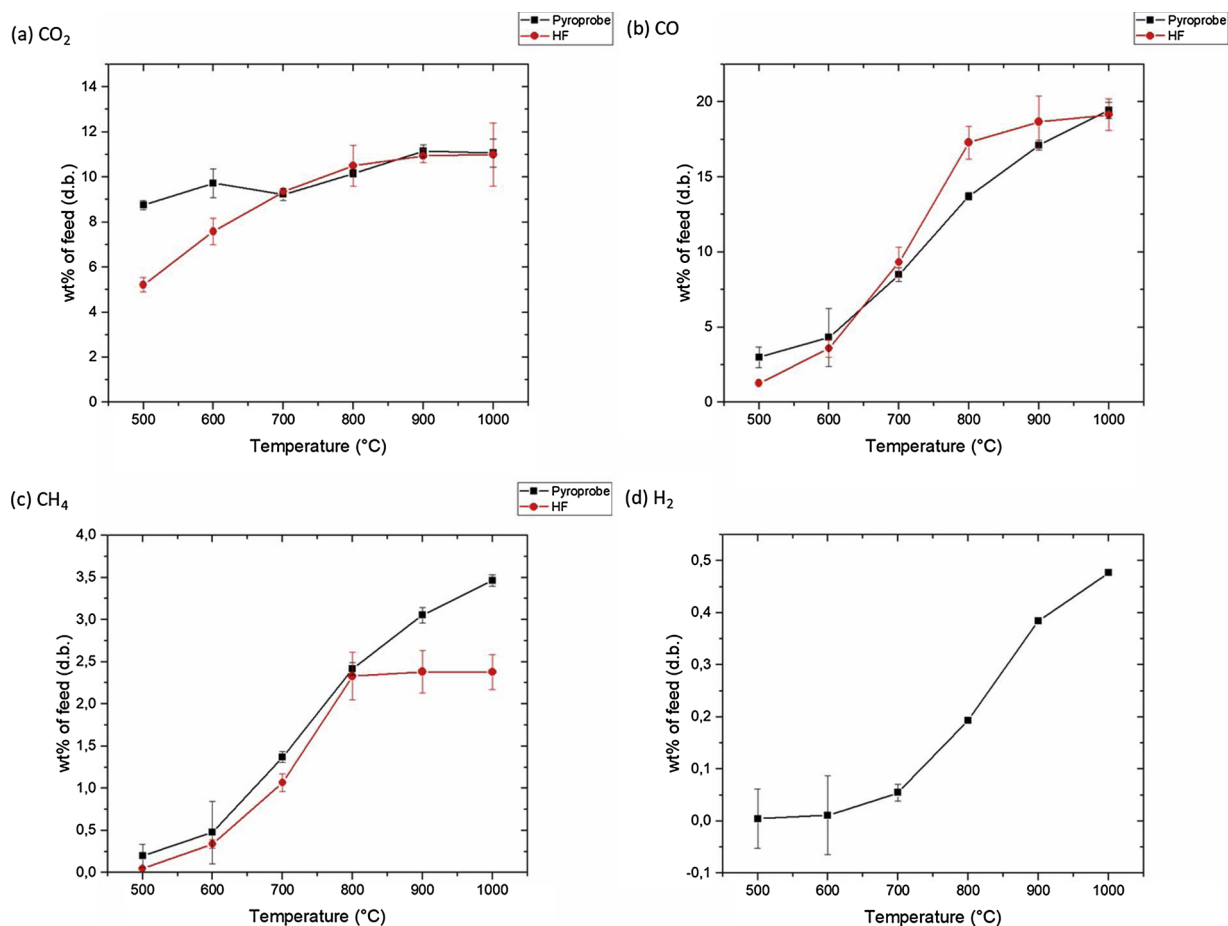 (a) CO₂
Pyroprobe
HF
14
12
10
8
6
4
2
0
wt% of feed (d.b.)
500 600 700 800 900 1000
Temperature (°C)
(b) CO
Pyroprobe
HF
20
15
10
5
0
wt% of feed (d.b.)
500 600 700 800 900 1000
Temperature (°C)
(c) CH₄
Pyroprobe
HF
4,0
3,5
3,0
2,5
2,0
1,5
1,0
0,5
0,0
wt% of feed (d.b.)
500 600 700 800 900 1000
Temperature (°C)
(d) H₂
0,5
0,4
0,3
0,2
0,1
0,0
-0,1
wt% of feed (d.b.)
500 600 700 800 900 1000
Temperature (°C)